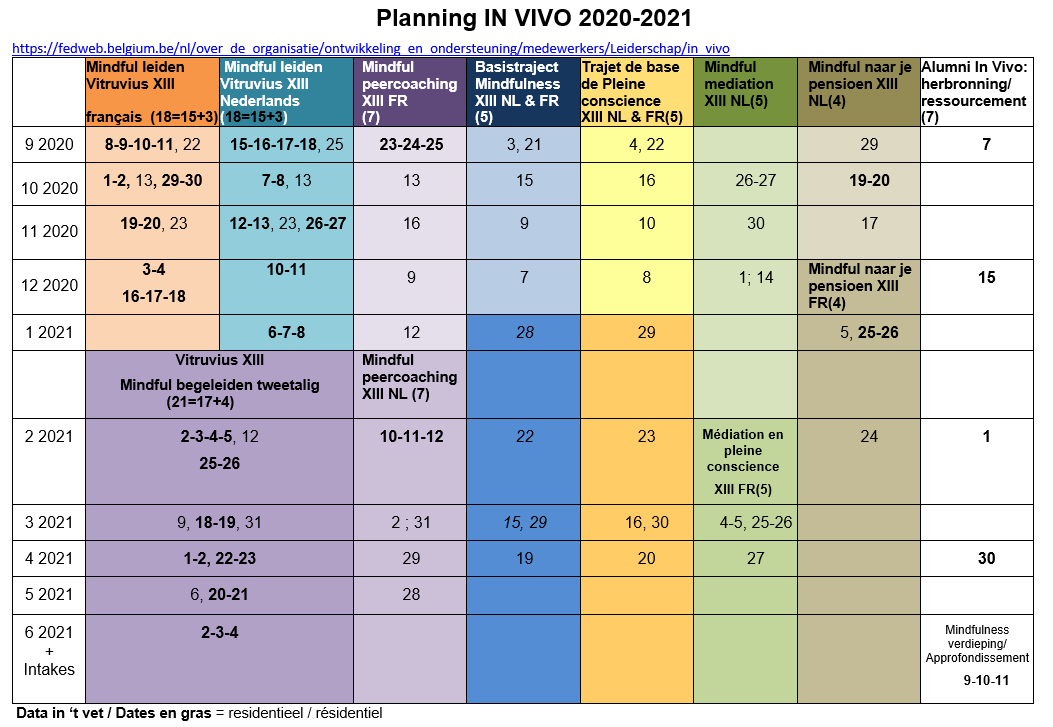 Planning IN VIVO 2020-2021
https://fedweb.belgium.be/nl/over_de_organisatie/ontwikkeling_en_ondersteuning/medewerkers/Leiderschap/in_vivo
Mindful leiden
Vitruvius XIII
français (18=15+3)
Mindful leiden
Vitruvius XIII
Nederlands
(18=15+3)
Mindful
peercoaching
XIII FR
(7)
Basistraject
Mindfulness
XIII NL & FR
(5)
Trajet de base
de Pleine
conscience
XIII NL & FR(5)
Mindful
mediation
XIII NL(5)
Mindful naar je
pensioen XIII
NL(4)
Alumni In Vivo:
herbronning/
ressourcement
(7)
9 2020
8-9-10-11, 22
15-16-17-18, 25
23-24-25
3, 21
4, 22
29
7
10 2020
1-2, 13, 29-30
7-8, 13
13
15
16
26-27
19-20
11 2020
19-20, 23
12-13, 23, 26-27
16
9
10
30
17
12 2020
3-4
16-17-18
10-11
9
7
8
1; 14
Mindful naar je
pensioen XIII
FR(4)
15
1 2021
6-7-8
12
28
29
5, 25-26
Vitruvius XIII
Mindful begeleiden tweetalig
(21=17+4)
Mindful
peercoaching
XIII NL (7)
2 2021
2-3-4-5, 12
25-26
10-11-12
22
23
Médiation en
pleine
conscience
XIII FR(5)
24
1
3 2021
9, 18-19, 31
2 ; 31
15, 29
16, 30
4-5, 25-26
4 2021
1-2, 22-23
29
19
20
27
30
5 2021
6, 20-21
28
6 2021
+
Intakes
2-3-4
Mindfulness
verdieping/
Approfondissement
9-10-11
Data in ‘t vet / Dates en gras = residentieel / résidentiel